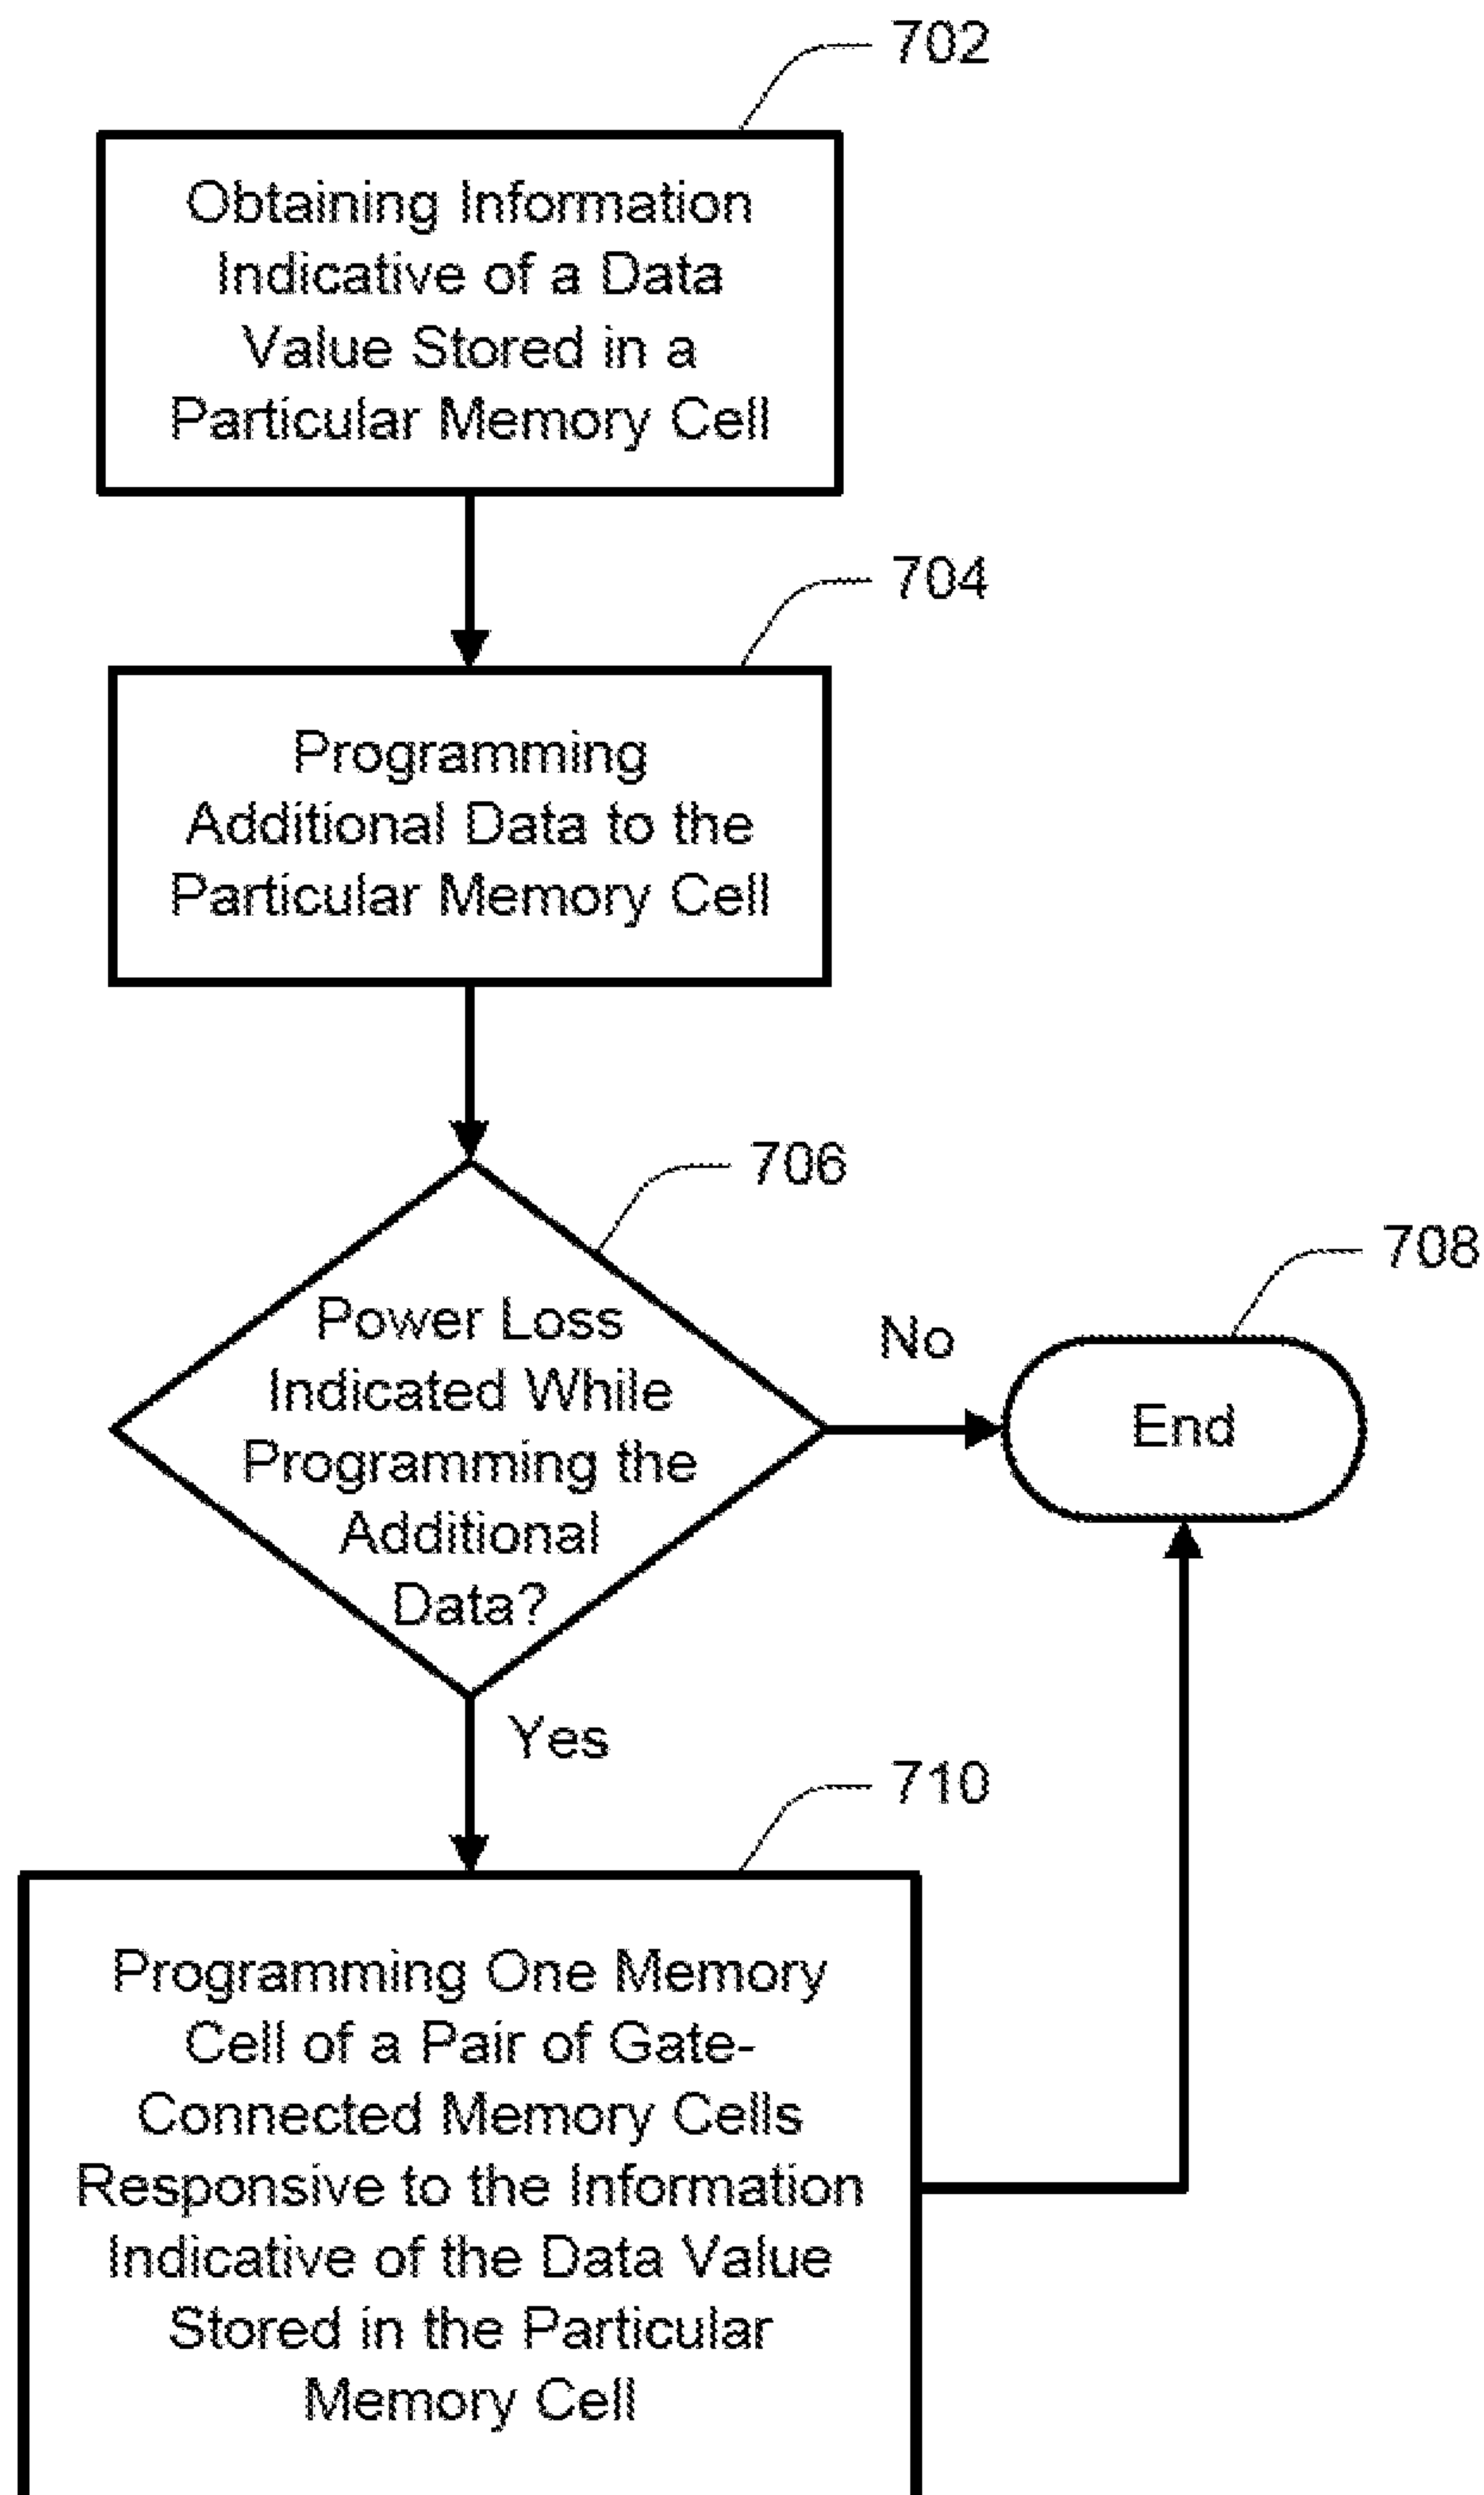 702
Obtaining Information
Indicative of a Data
Value Stored in a
Particular Memory Cell
704
Programming
Additional Data to the
Particular Memory Cell
706
Power Loss
Indicated While
Programming the
Additional
Data?
No
708
End
Yes
710
Programming One Memory
Cell of a Pair of Gate-
Connected Memory Cells
Responsive to the Information
Indicative of the Data Value
Stored in the Particular
Memory Cell